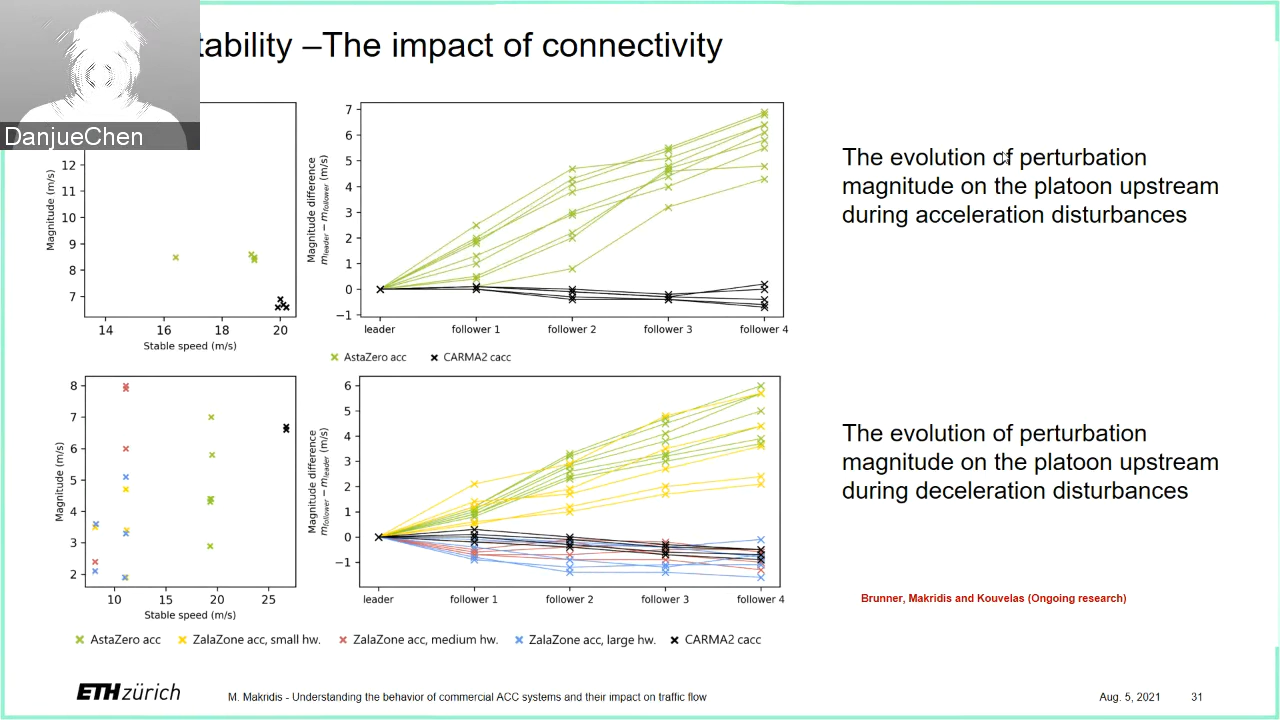 tability –The impact of connectivity
DanjueChen
12
11
10
9
8
7
Magnitude (m/s)
14
16
18
20
Stable speed (m/s)
7
6
5
4
3
2
1
0
−1
Magnitude difference
m_leader − m_follower (m/s)
leader
follower 1
follower 2
follower 3
follower 4
AstaZero acc
CARMA2 cacc
The evolution of perturbation
magnitude on the platoon upstream
during acceleration disturbances
8
7
6
5
4
3
2
Magnitude (m/s)
10
15
20
25
Stable speed (m/s)
6
5
4
3
2
1
0
−1
Magnitude difference
m_follower − m_leader (m/s)
leader
follower 1
follower 2
follower 3
follower 4
The evolution of perturbation
magnitude on the platoon upstream
during deceleration disturbances
Brunner, Makridis and Kouvelas (Ongoing research)
AstaZero acc
ZalaZone acc, small hw.
ZalaZone acc, medium hw.
ZalaZone acc, large hw.
CARMA2 cacc
ETH zürich
M. Makridis - Understanding the behavior of commercial ACC systems and their impact on traffic flow
Aug. 5, 2021
31